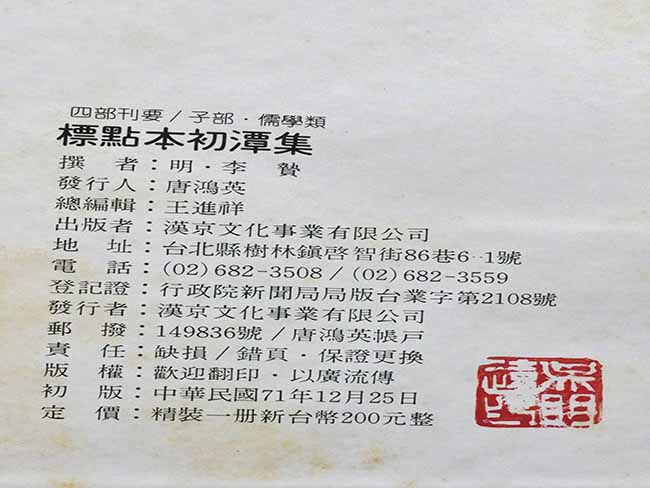 四部刊要/子部·儒學類
標點本初潭集
撰者：明·李贄
發行人：唐鴻英
總編輯：王進祥
出版者：漢京文化事業有限公司
地址：台北縣樹林鎮啓智街86巷6-1號
電話：(02)682-3508/(02)682-3559
登記證：行政院新聞局局版台業字第2108號
發行者：漢京文化事業有限公司
郵撥：149836號/唐鴻英帳戶
責任：缺損/錯頁·保證更換
版權：歡迎翻印·以廣流傳
初版：中華民國71年12月25日
定價：精裝一册新台幣200元整